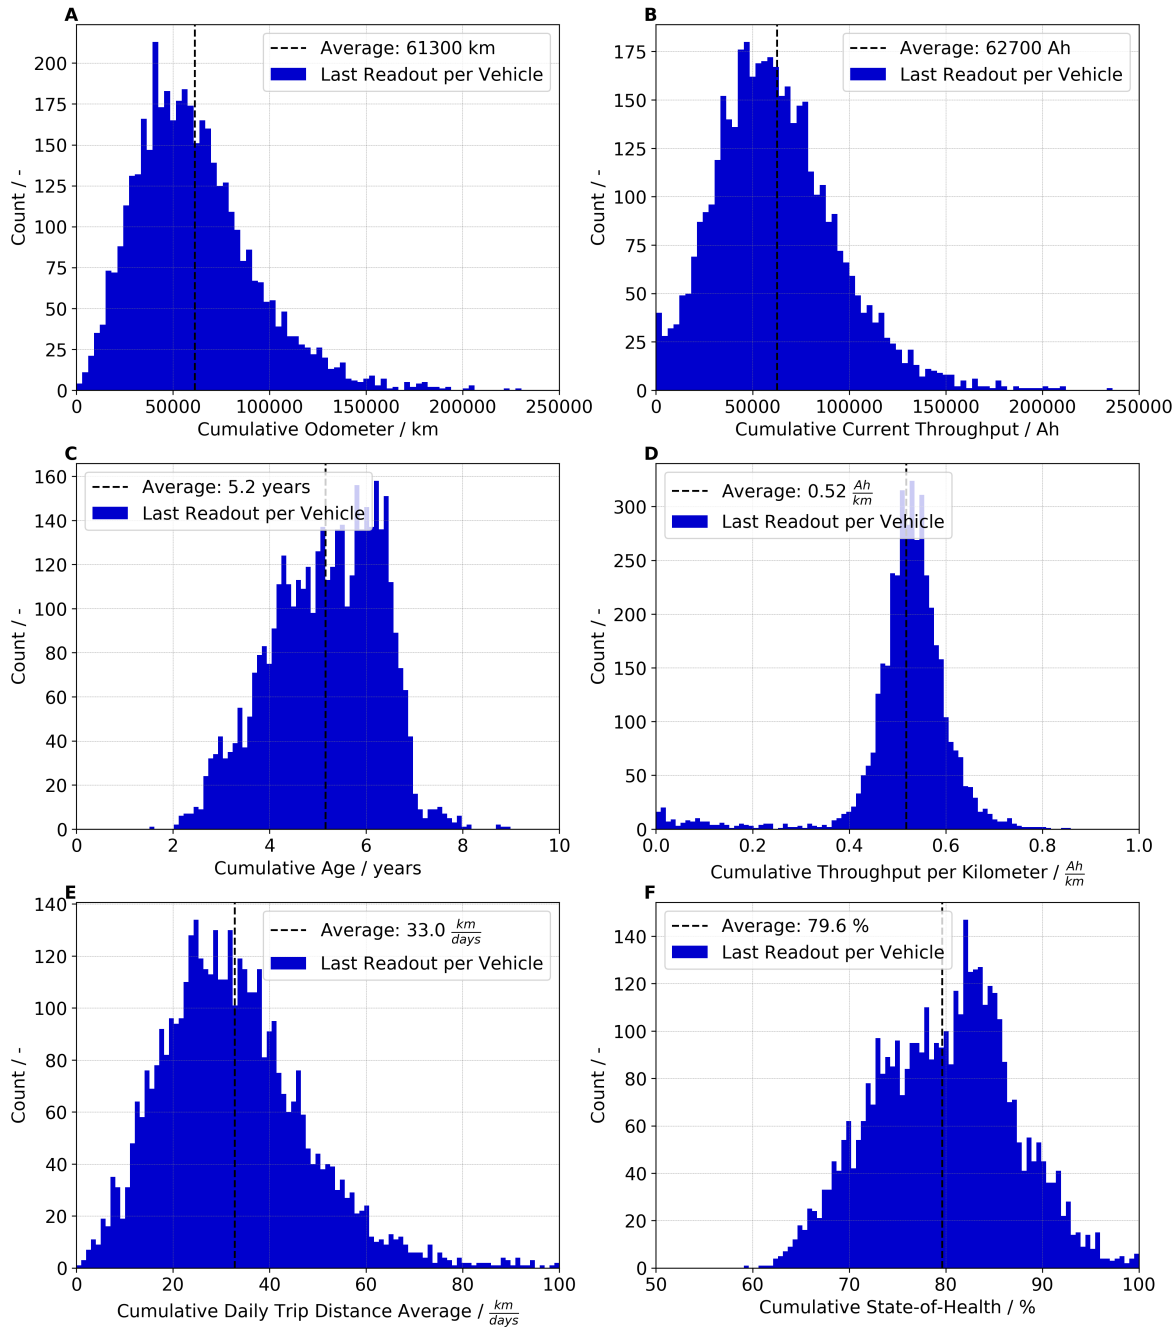 A
Average: 61300 km
Last Readout per Vehicle
200
175
150
125
100
75
50
25
0
Count / -
0 50000 100000 150000 200000 250000
Cumulative Odometer / km
B
Average: 62700 Ah
Last Readout per Vehicle
175
150
125
100
75
50
25
0
Count / -
0 50000 100000 150000 200000 250000
Cumulative Current Throughput / Ah
C
Average: 5.2 years
Last Readout per Vehicle
160
140
120
100
80
60
40
20
0
Count / -
0 2 4 6 8 10
Cumulative Age / years
D
Average: 0.52 Ah/km
Last Readout per Vehicle
300
250
200
150
100
50
0
Count / -
0.0 0.2 0.4 0.6 0.8 1.0
Cumulative Throughput per Kilometer / Ah/km
E
Average: 33.0 km/days
Last Readout per Vehicle
140
120
100
80
60
40
20
0
Count / -
0 20 40 60 80 100
Cumulative Daily Trip Distance Average / km/days
F
Average: 79.6 %
Last Readout per Vehicle
140
120
100
80
60
40
20
0
Count / -
50 60 70 80 90 100
Cumulative State-of-Health / %